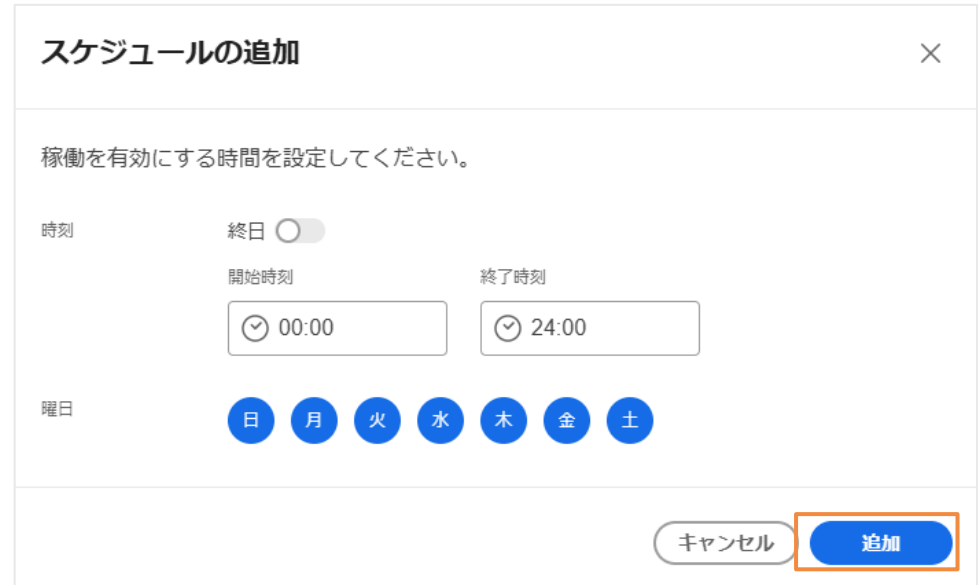 スケジュールの追加
稼働を有効にする時間を設定してください。
時刻
終日
開始時刻
終了時刻
00:00
24:00
曜日
日 月 火 水 木 金 土
キャンセル
追加